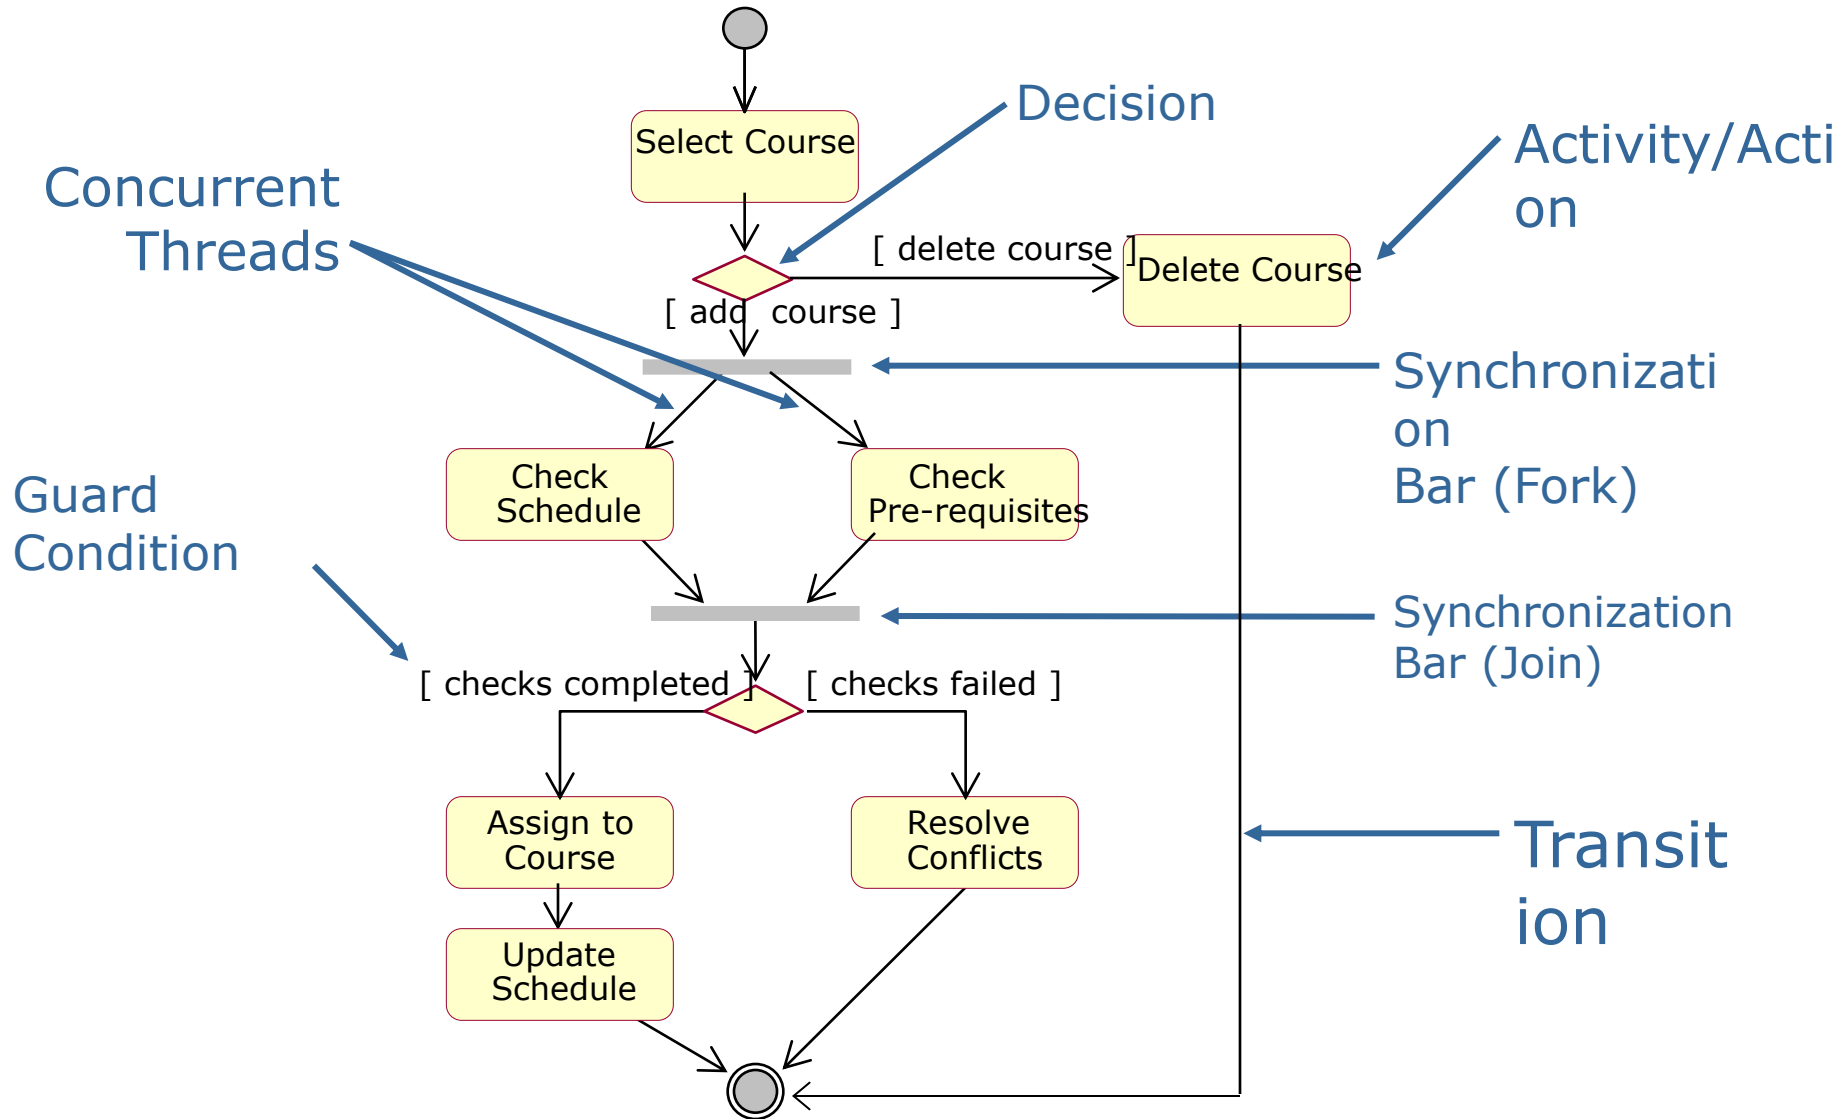 Decision
Select Course
Activity/Acti
on
Concurrent
Threads
[ delete course ]
Delete Course
[ add  course ]
Synchronizati
on
Bar (Fork)
Check
Schedule
Check
Pre-requisites
Guard
Condition
Synchronization
Bar (Join)
[ checks completed ]
[ checks failed ]
Assign to
Course
Resolve
Conflicts
Transit
ion
Update
Schedule